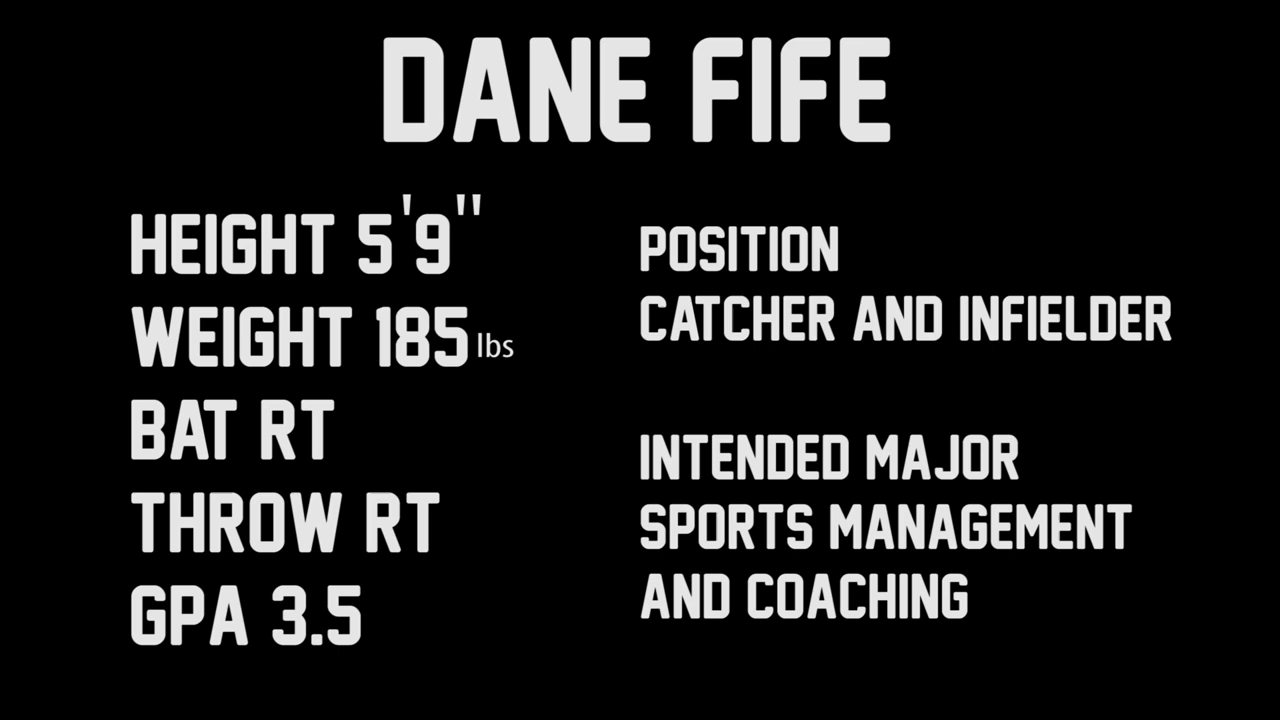 DANE FIFE
HEIGHT 5'9"
WEIGHT 185 lbs
BAT RT
THROW RT
GPA 3.5
POSITION
CATCHER AND INFIELDER
INTENDED MAJOR
SPORTS MANAGEMENT
AND COACHING